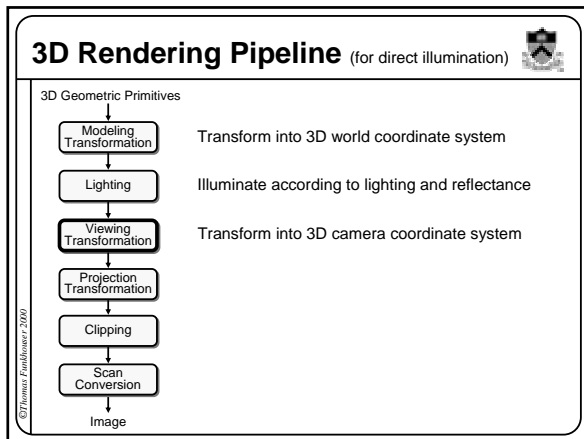 3D Rendering Pipeline (for direct illumination)
3D Geometric Primitives
Modeling
Transformation
Transform into 3D world coordinate system
Lighting
Illuminate according to lighting and reflectance
Viewing
Transformation
Transform into 3D camera coordinate system
Projection
Transformation
Clipping
Scan
Conversion
Image
©Thomas Funkhouser 2000